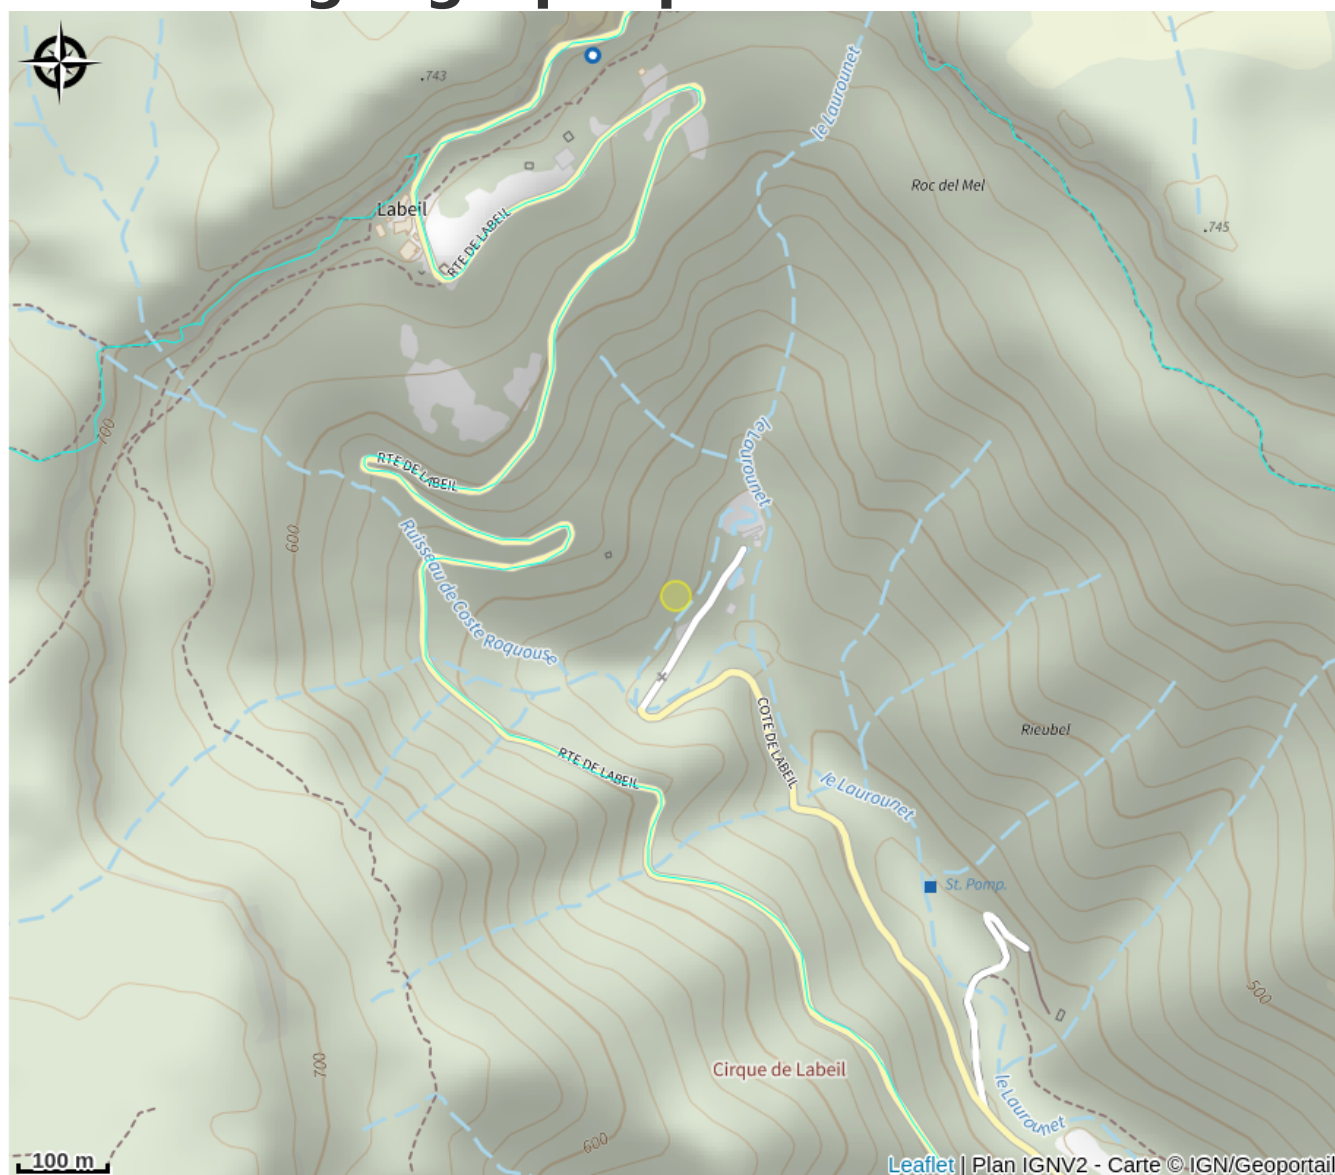 .743
le Laurounet
Roc del Mel
Labeil
.745
RTE DE LABEIL
700
le Laurounet
RTE DE LABEIL
600
Ruisseau de Coste Roquouse
COTE DE LABEIL
Rieubel
RTE DE LABEIL
le Laurounet
St. Pomp.
500
700
Cirque de Labeil
le Laurounet
600
100 m
Leaflet | Plan IGNV2 - Carte © IGN/Geoportail